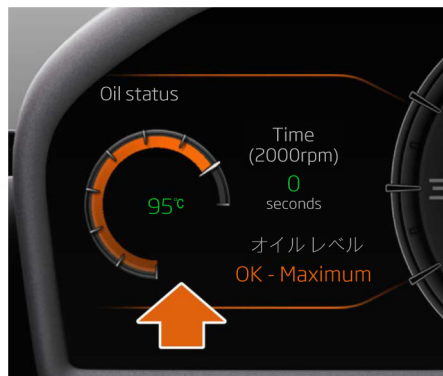 Oil status
Time
(2000rpm)
0
seconds
95℃
オイル レベル
OK - Maximum